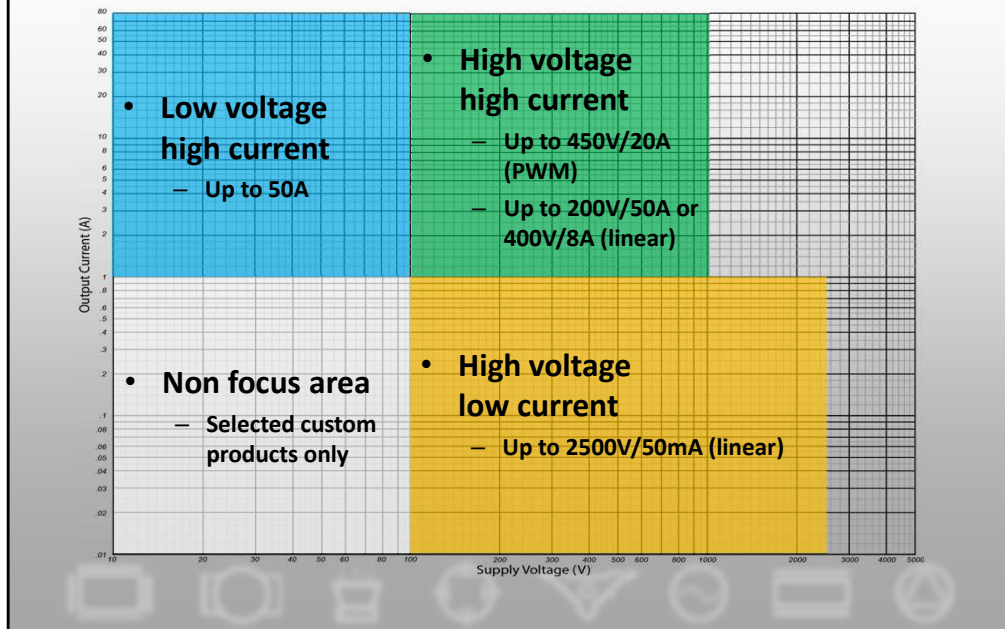 80
60
50
40
30
20
10
8
6
5
4
3
2
1
.8
.6
.5
.4
.3
.2
.1
.08
.06
.05
.04
.03
.02
.01
Output Current (A)
• Low voltage
high current
– Up to 50A
• High voltage
high current
– Up to 450V/20A
(PWM)
– Up to 200V/50A or
400V/8A (linear)
• Non focus area
– Selected custom
products only
• High voltage
low current
– Up to 2500V/50mA (linear)
10 20 30 40 50 60 80 100 200 300 400 500 600 800 1000 2000 3000 4000 5000
Supply Voltage (V)